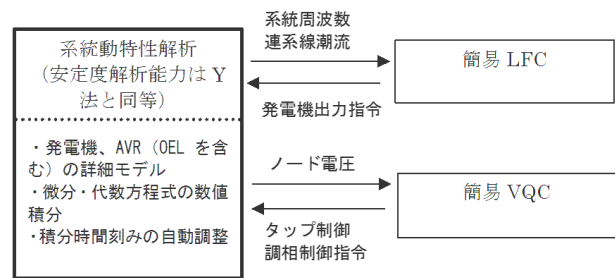 系統動特性解析
（安定度解析能力は Y
法と同等）
・発電機、AVR（OEL を含
む）の詳細モデル
・微分・代数方程式の数値
積分
・積分時間刻みの自動調整
系統周波数
連系線潮流
発電機出力指令
簡易 LFC
ノード電圧
タップ制御
調相制御指令
簡易 VQC